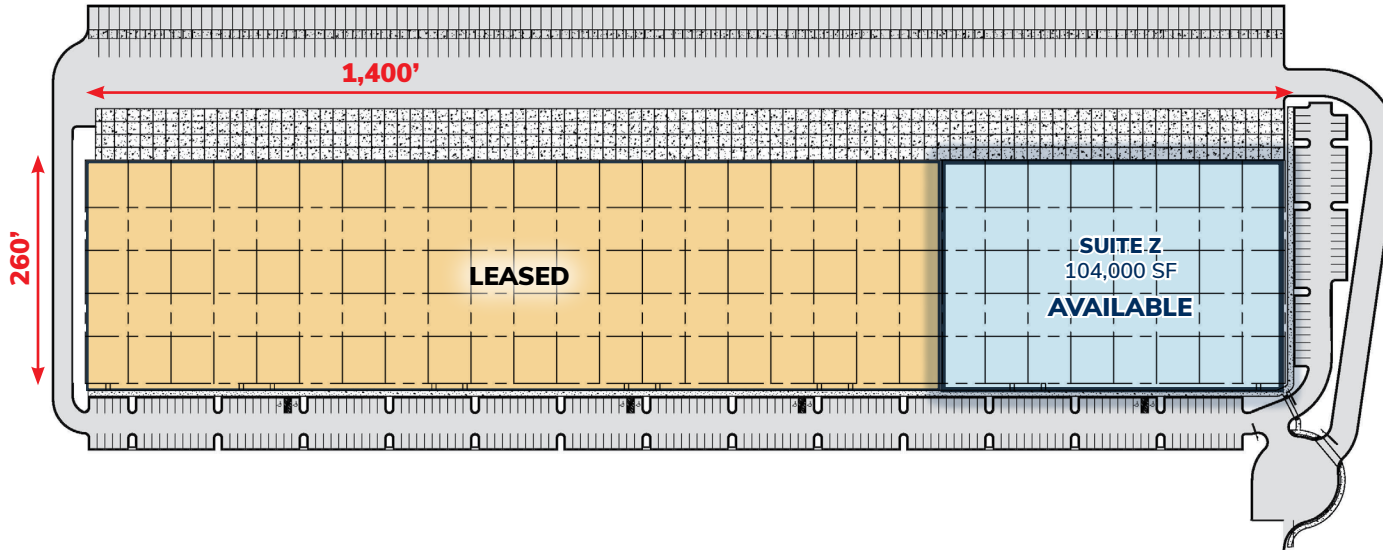 1,400’
260’
LEASED
SUITE Z
104,000 SF
AVAILABLE